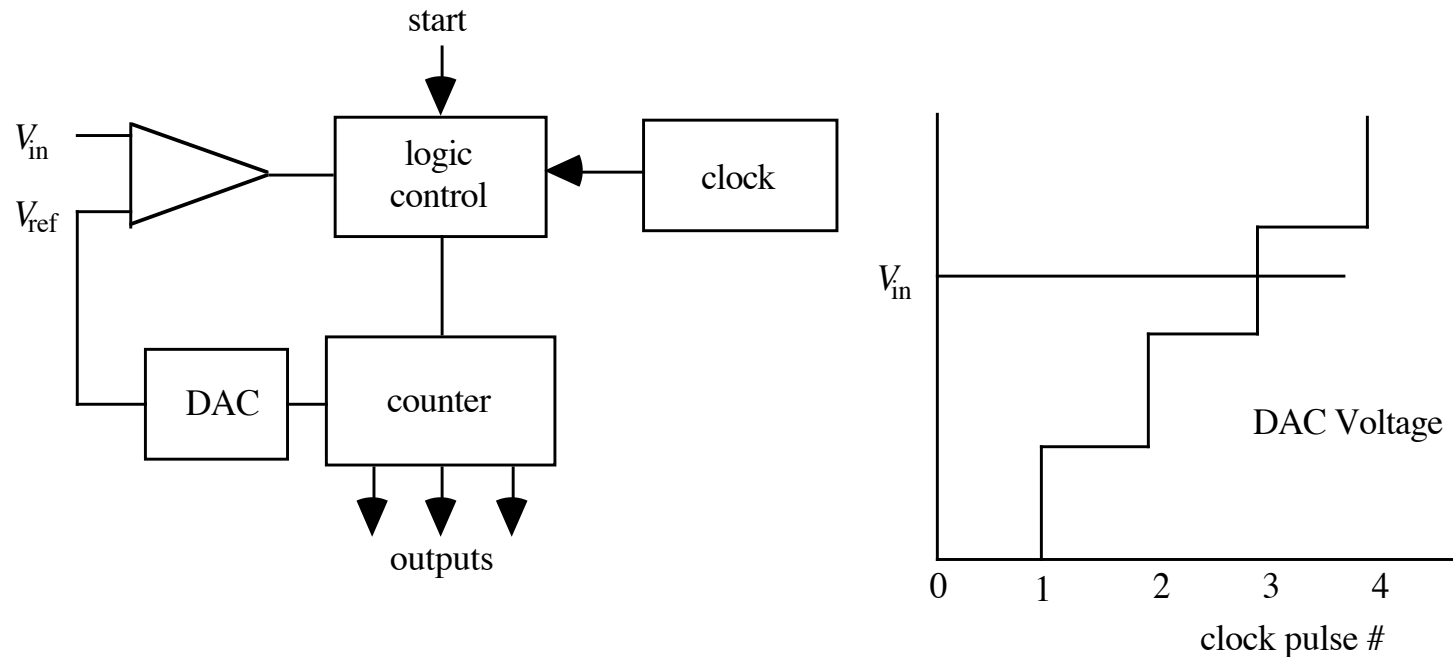 start
V_in
V_ref
logic
control
clock
DAC
counter
outputs
V_in
DAC Voltage
0 1 2 3 4
clock pulse #